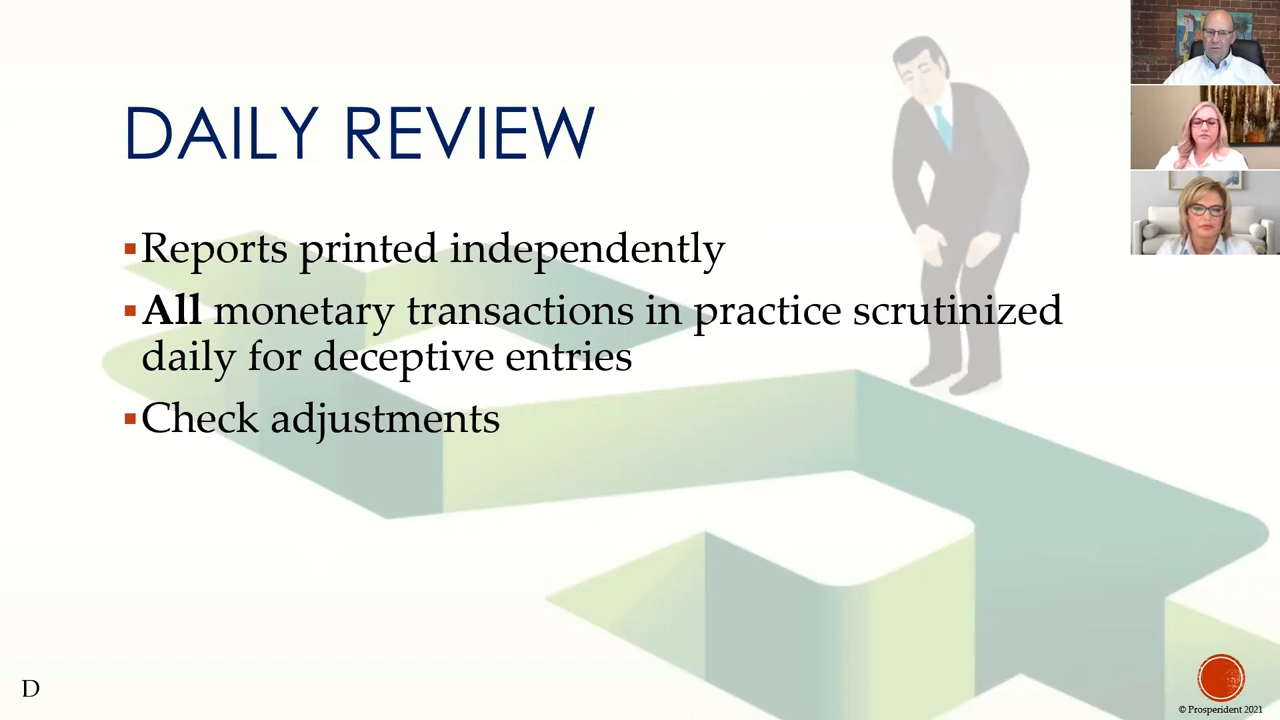 DAILY REVIEW
▪Reports printed independently
▪All monetary transactions in practice scrutinized
daily for deceptive entries
▪Check adjustments
D
© Prosperident 2021